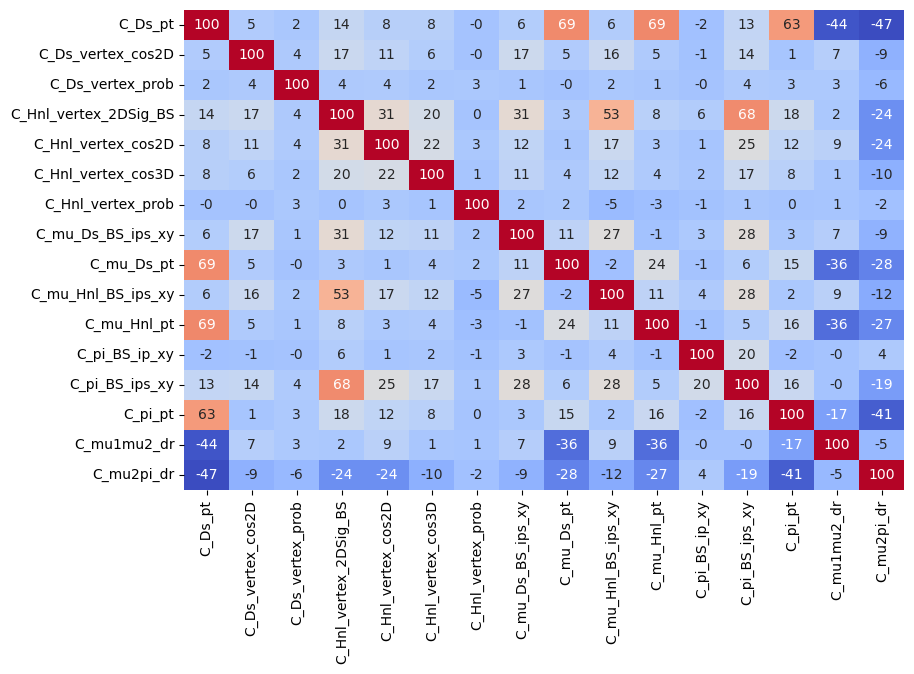 C_Ds_pt 100 5 2 14 8 8 -0 6 69 6 69 -2 13 63 -44 -47
C_Ds_vertex_cos2D 5 100 4 17 11 6 -0 17 5 16 5 -1 14 1 7 -9
C_Ds_vertex_prob 2 4 100 4 4 2 3 1 -0 2 1 -0 4 3 3 -6
C_Hnl_vertex_2DSig_BS 14 17 4 100 31 20 0 31 3 53 8 6 68 18 2 -24
C_Hnl_vertex_cos2D 8 11 4 31 100 22 3 12 1 17 3 1 25 12 9 -24
C_Hnl_vertex_cos3D 8 6 2 20 22 100 1 11 4 12 4 2 17 8 1 -10
C_Hnl_vertex_prob -0 -0 3 0 3 1 100 2 2 -5 -3 -1 1 0 1 -2
C_mu_Ds_BS_ips_xy 6 17 1 31 12 11 2 100 11 27 -1 3 28 3 7 -9
C_mu_Ds_pt 69 5 -0 3 1 4 2 11 100 -2 24 -1 6 15 -36 -28
C_mu_Hnl_BS_ips_xy 6 16 2 53 17 12 -5 27 -2 100 11 4 28 2 9 -12
C_mu_Hnl_pt 69 5 1 8 3 4 -3 -1 24 11 100 -1 5 16 -36 -27
C_pi_BS_ip_xy -2 -1 -0 6 1 2 -1 3 -1 4 -1 100 20 -2 -0 4
C_pi_BS_ips_xy 13 14 4 68 25 17 1 28 6 28 5 20 100 16 -0 -19
C_pi_pt 63 1 3 18 12 8 0 3 15 2 16 -2 16 100 -17 -41
C_mu1mu2_dr -44 7 3 2 9 1 1 7 -36 9 -36 -0 -0 -17 100 -5
C_mu2pi_dr -47 -9 -6 -24 -24 -10 -2 -9 -28 -12 -27 4 -19 -41 -5 100
C_Ds_pt
C_Ds_vertex_cos2D
C_Ds_vertex_prob
C_Hnl_vertex_2DSig_BS
C_Hnl_vertex_cos2D
C_Hnl_vertex_cos3D
C_Hnl_vertex_prob
C_mu_Ds_BS_ips_xy
C_mu_Ds_pt
C_mu_Hnl_BS_ips_xy
C_mu_Hnl_pt
C_pi_BS_ip_xy
C_pi_BS_ips_xy
C_pi_pt
C_mu1mu2_dr
C_mu2pi_dr